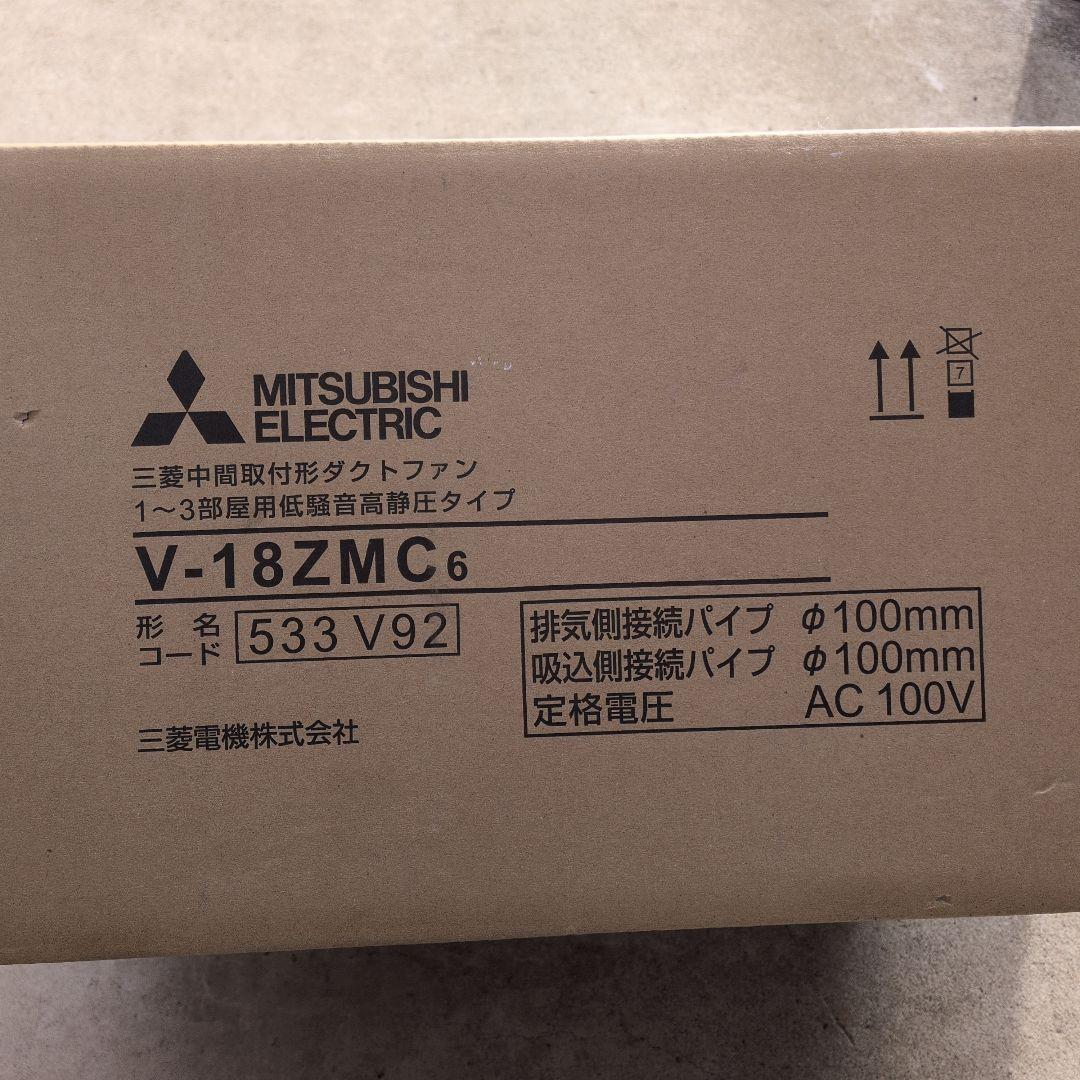 MITSUBISHI
ELECTRIC
三菱中間取付形ダクトファン
1～3部屋用低騒音高静圧タイプ
V-18ZMC6
形 名
コード
533 V92
排気側接続パイプ φ100mm
吸込側接続パイプ φ100mm
定格電圧 AC 100V
三菱電機株式会社
7